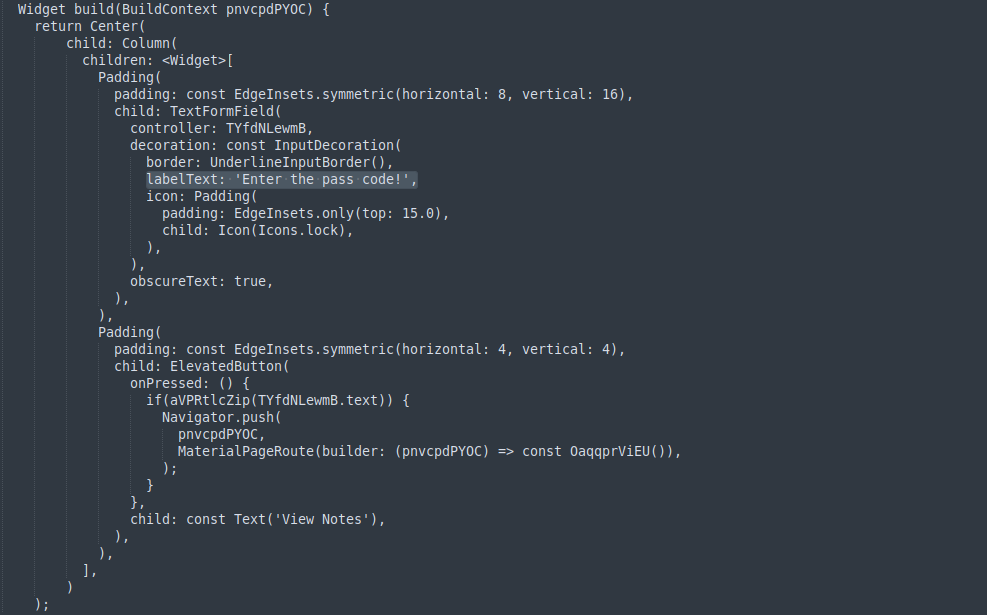 Widget build(BuildContext pnvcpdPYOC) {
return Center(
child: Column(
children: <Widget>[
Padding(
padding: const EdgeInsets.symmetric(horizontal: 8, vertical: 16),
child: TextFormField(
controller: TYfdNLewmB,
decoration: const InputDecoration(
border: UnderlineInputBorder(),
labelText: 'Enter the pass code!',
icon: Padding(
padding: EdgeInsets.only(top: 15.0),
child: Icon(Icons.lock),
),
),
obscureText: true,
),
),
Padding(
padding: const EdgeInsets.symmetric(horizontal: 4, vertical: 4),
child: ElevatedButton(
onPressed: () {
if(aVPRtlcZip(TYfdNLewmB.text)) {
Navigator.push(
pnvcpdPYOC,
MaterialPageRoute(builder: (pnvcpdPYOC) => const OaqqprViEU()),
);
}
},
child: const Text('View Notes'),
),
),
],
)
);